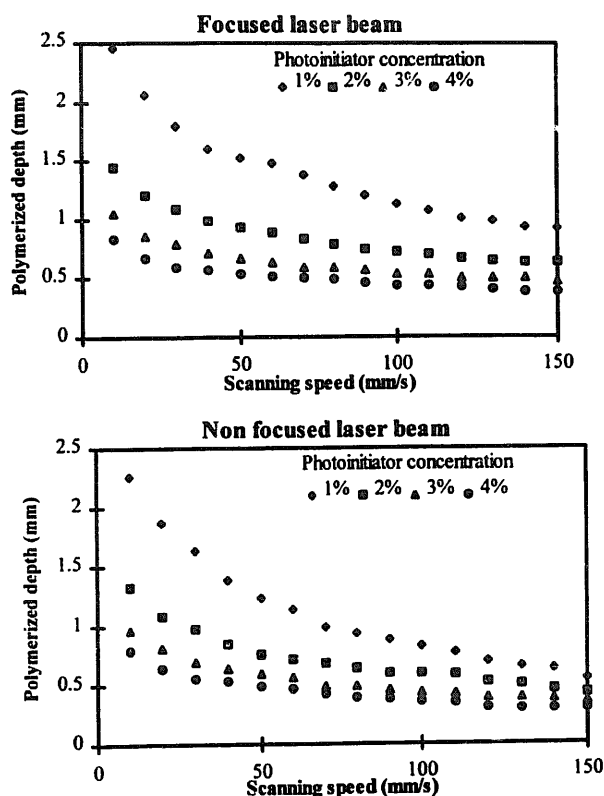 Focused laser beam
Photoinitiator concentration
1% 2% 3% 4%
2.5
2
1.5
1
0.5
0
Polymerized depth (mm)
0 50 100 150
Scanning speed (mm/s)
Non focused laser beam
Photoinitiator concentration
1% 2% 3% 4%
2.5
2
1.5
1
0.5
0
Polymerized depth (mm)
0 50 100 150
Scanning speed (mm/s)